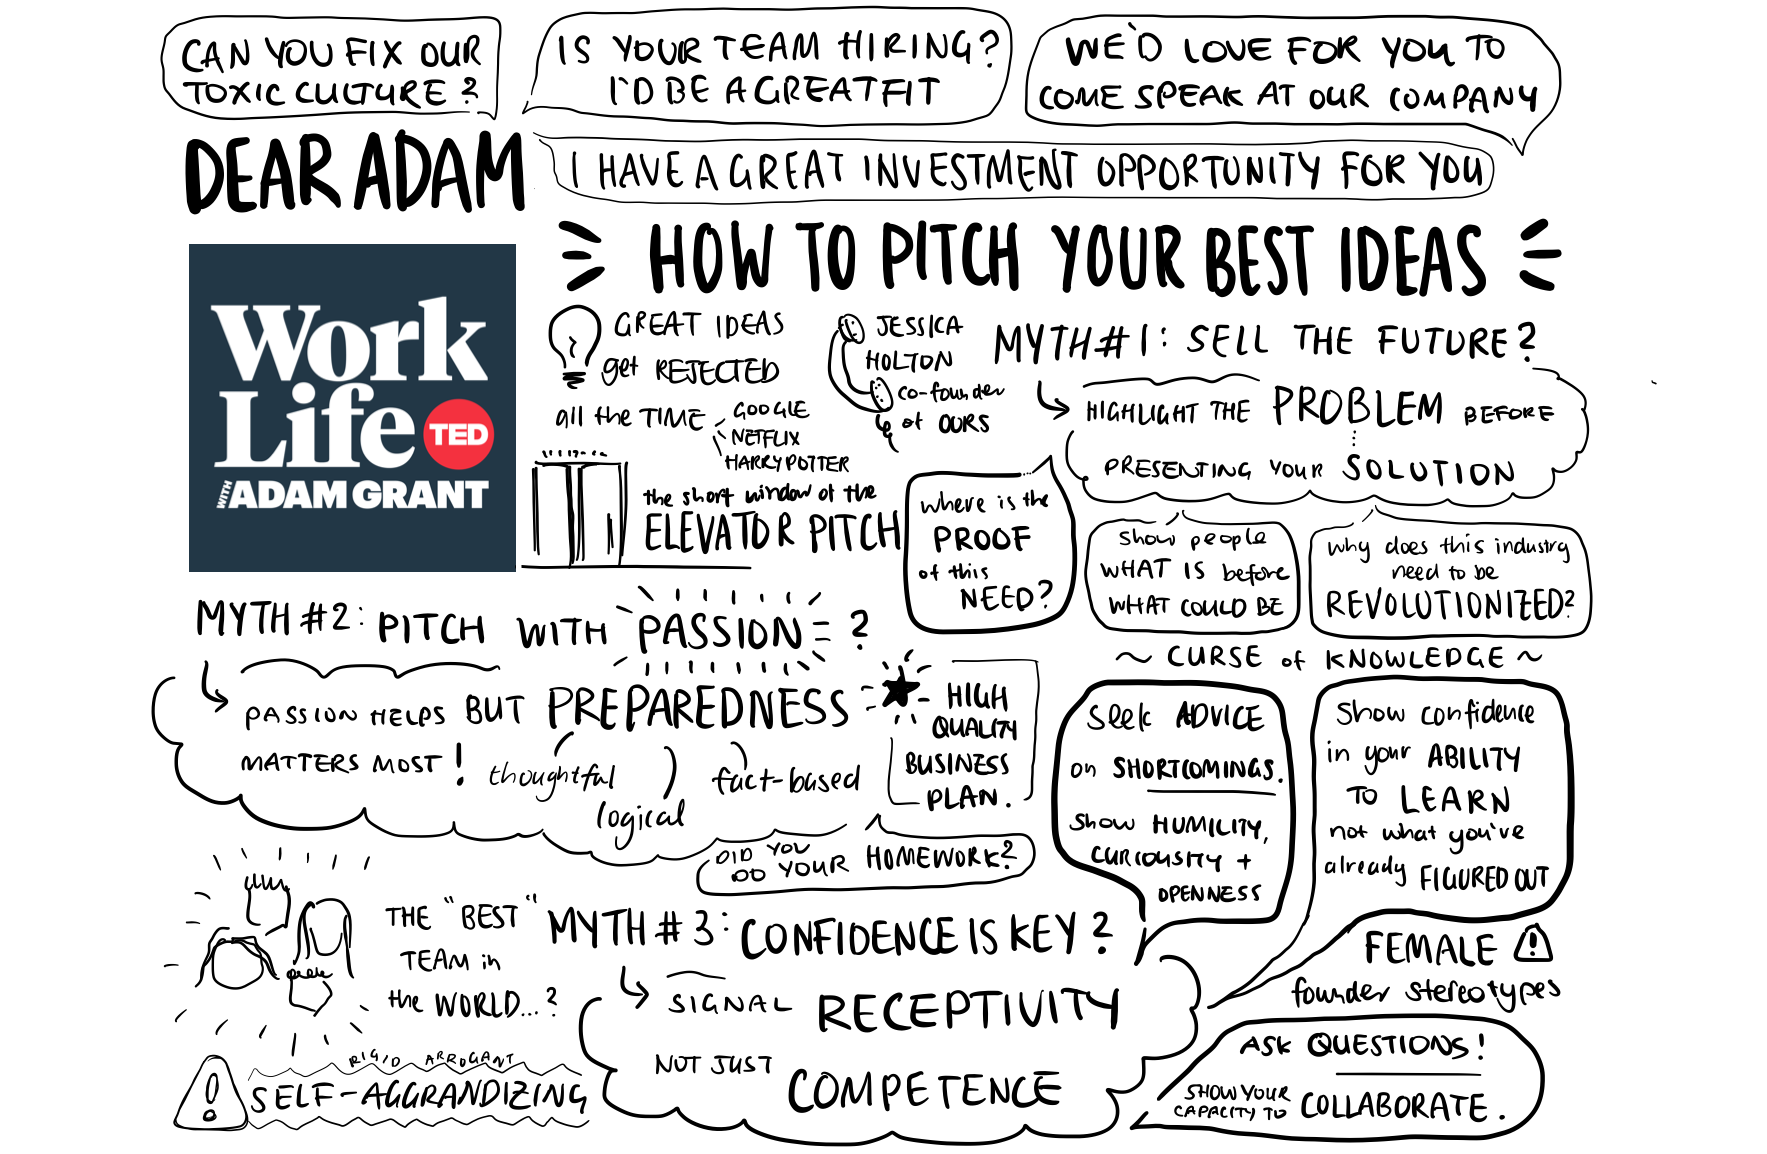 CAN YOU FIX OUR
TOXIC CULTURE?
IS YOUR TEAM HIRING?
I'D BE A GREAT FIT
WE'D LOVE FOR YOU TO
COME SPEAK AT OUR COMPANY
DEAR ADAM
I HAVE A GREAT INVESTMENT OPPORTUNITY FOR YOU
HOW TO PITCH YOUR BEST IDEAS
Work
Life
TED
WITH
ADAM GRANT
GREAT IDEAS
get REJECTED
all the TIME
GOOGLE
NETFLIX
HARRY POTTER
JESSICA
HOLTON
co-founder
of OURS
the short window of the
ELEVATOR PITCH
MYTH #1: SELL THE FUTURE?
HIGHLIGHT THE PROBLEM BEFORE
PRESENTING YOUR SOLUTION
where is the
PROOF
of this
NEED?
Show people
WHAT IS before
WHAT COULD BE
why does this industry
need to be
REVOLUTIONIZED?
MYTH #2: PITCH WITH PASSION?
PASSION HELPS BUT PREPAREDNESS
MATTERS MOST!
thoughtful
logical
fact-based
HIGH
QUALITY
BUSINESS
PLAN.
DID YOU
DO YOUR HOMEWORK?
~ CURSE of KNOWLEDGE ~
Seek ADVICE
on SHORTCOMINGS.
Show HUMILITY,
CURIOUSITY +
OPENNESS
Show confidence
in your ABILITY
TO LEARN
not what you've
already FIGURED OUT
THE "BEST"
TEAM in
the WORLD...?
RIGID ARROGANT
SELF-AGGRANDIZING
MYTH #3: CONFIDENCE IS KEY?
SIGNAL RECEPTIVITY
NOT JUST
COMPETENCE
FEMALE
founder stereotypes
ASK QUESTIONS!
SHOW YOUR
CAPACITY TO
COLLABORATE.